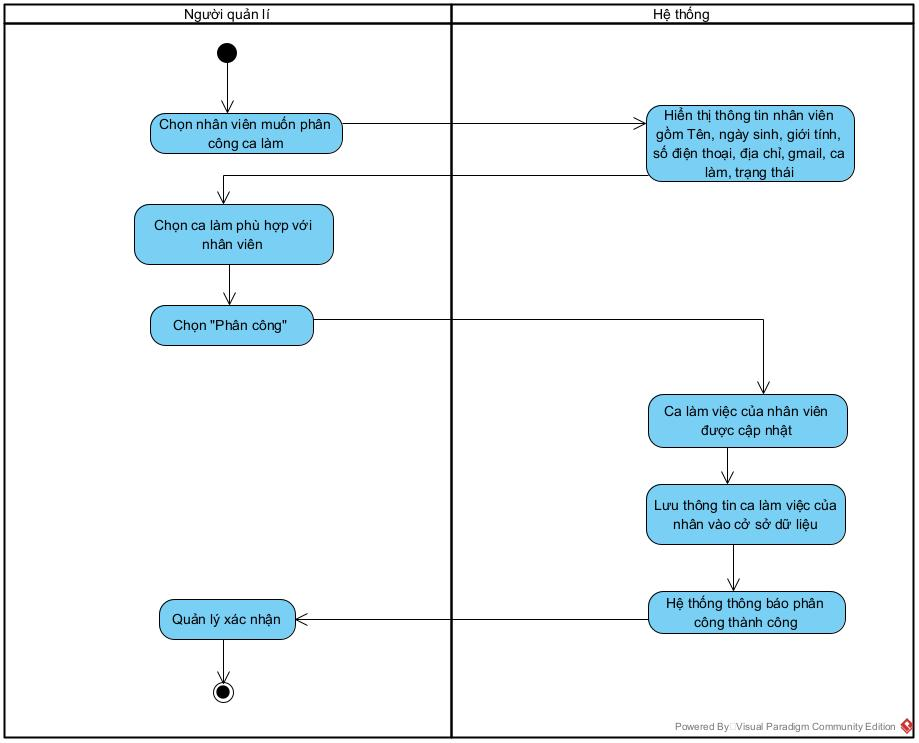 Người quản lí
Hệ thống
Chọn nhân viên muốn phân
công ca làm
Hiển thị thông tin nhân viên
gồm Tên, ngày sinh, giới tính,
số điện thoại, địa chỉ, gmail, ca
làm, trạng thái
Chọn ca làm phù hợp với
nhân viên
Chọn "Phân công"
Ca làm việc của nhân viên
được cập nhật
Lưu thông tin ca làm việc của
nhân vào cở sở dữ liệu
Hệ thống thông báo phân
công thành công
Quản lý xác nhận
Powered By Visual Paradigm Community Edition